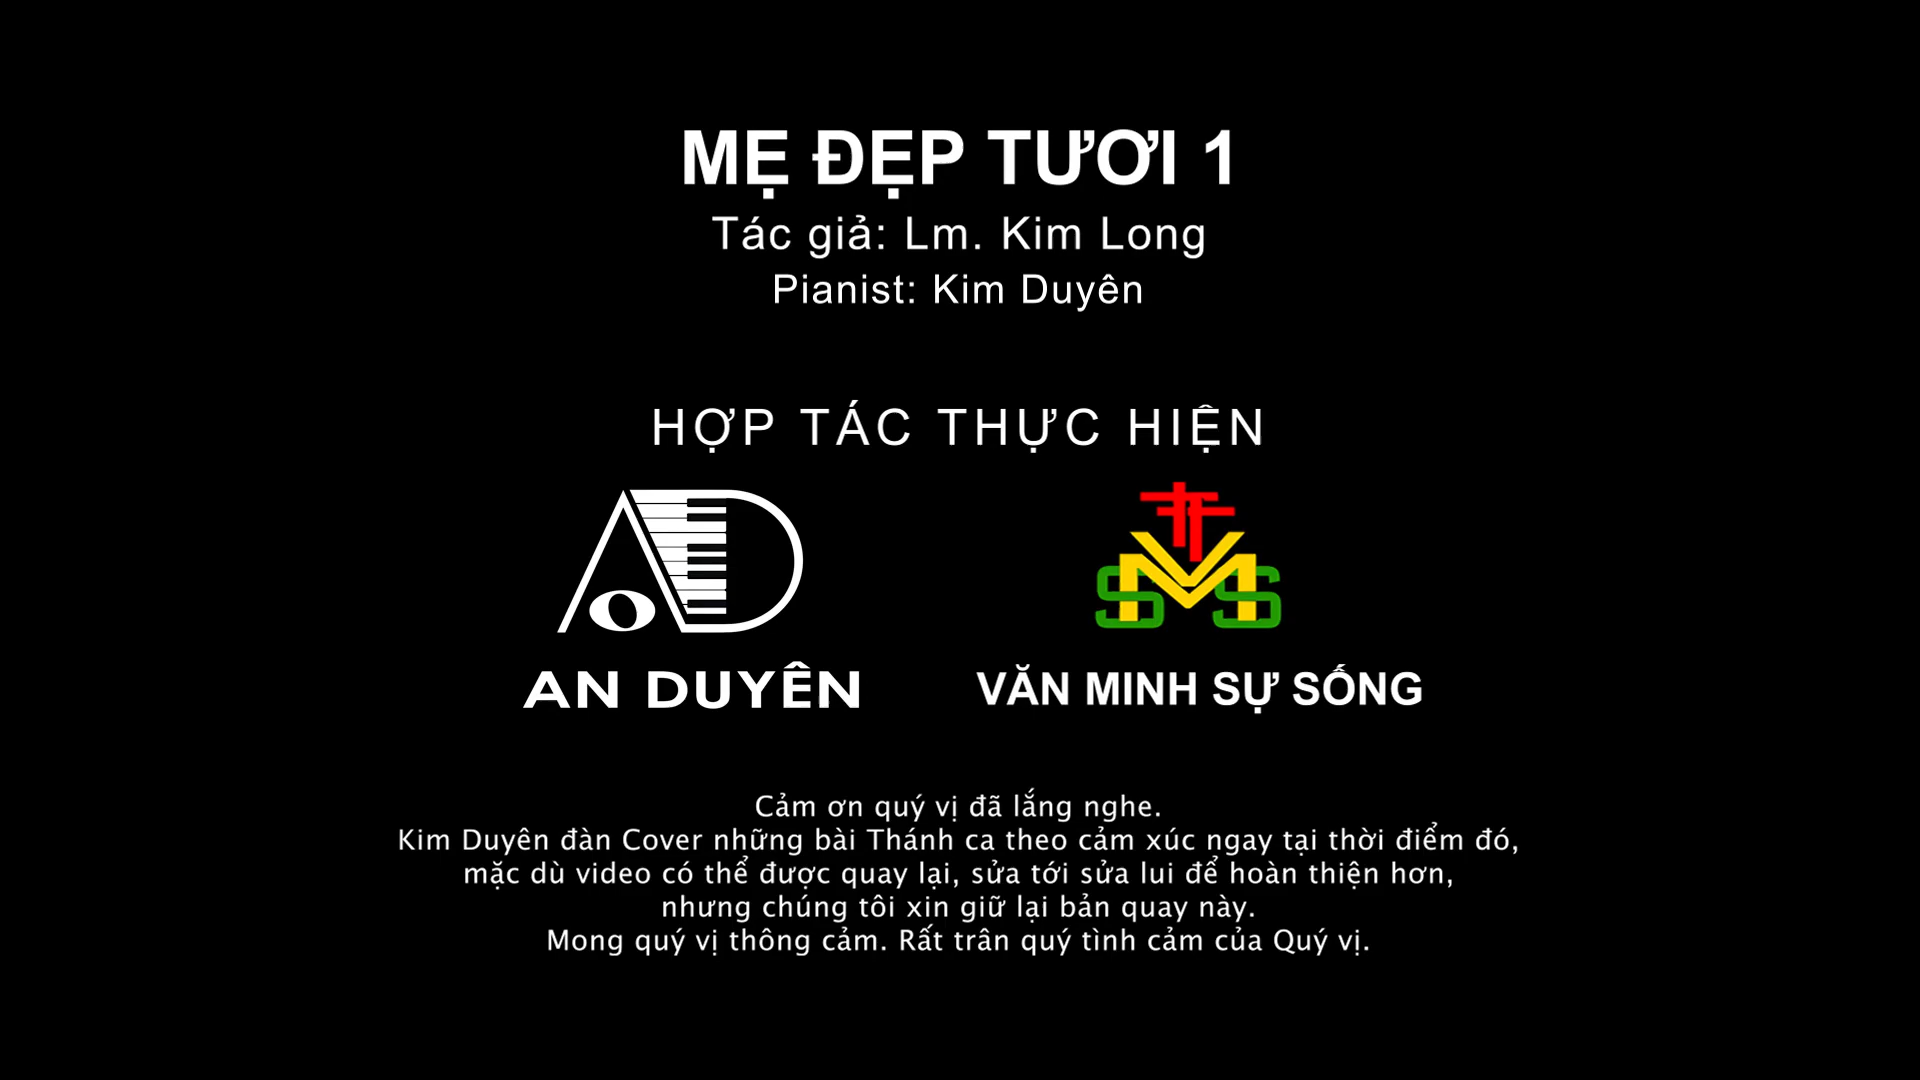 MẸ ĐẸP TƯƠI 1
Tác giả: Lm. Kim Long
Pianist: Kim Duyên
HỢP TÁC THỰC HIỆN
AD
TT
SVMS
AN DUYÊN
VĂN MINH SỰ SỐNG
Cảm ơn quý vị đã lắng nghe.
Kim Duyên đàn Cover những bài Thánh ca theo cảm xúc ngay tại thời điểm đó,
mặc dù video có thể được quay lại, sửa tới sửa lui để hoàn thiện hơn,
nhưng chúng tôi xin giữ lại bản quay này.
Mong quý vị thông cảm. Rất trân quý tình cảm của Quý vị.